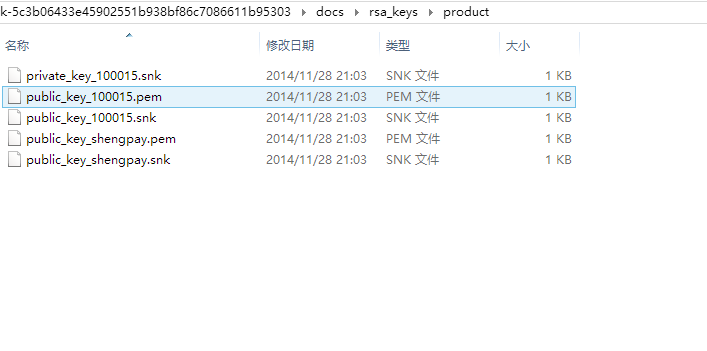 k-5c3b06433e45902551b938bf86c7086611b95303 › docs › rsa_keys › product
名称 修改日期 类型 大小
private_key_100015.snk 2014/11/28 21:03 SNK 文件 1 KB
public_key_100015.pem 2014/11/28 21:03 PEM 文件 1 KB
public_key_100015.snk 2014/11/28 21:03 SNK 文件 1 KB
public_key_shengpay.pem 2014/11/28 21:03 PEM 文件 1 KB
public_key_shengpay.snk 2014/11/28 21:03 SNK 文件 1 KB